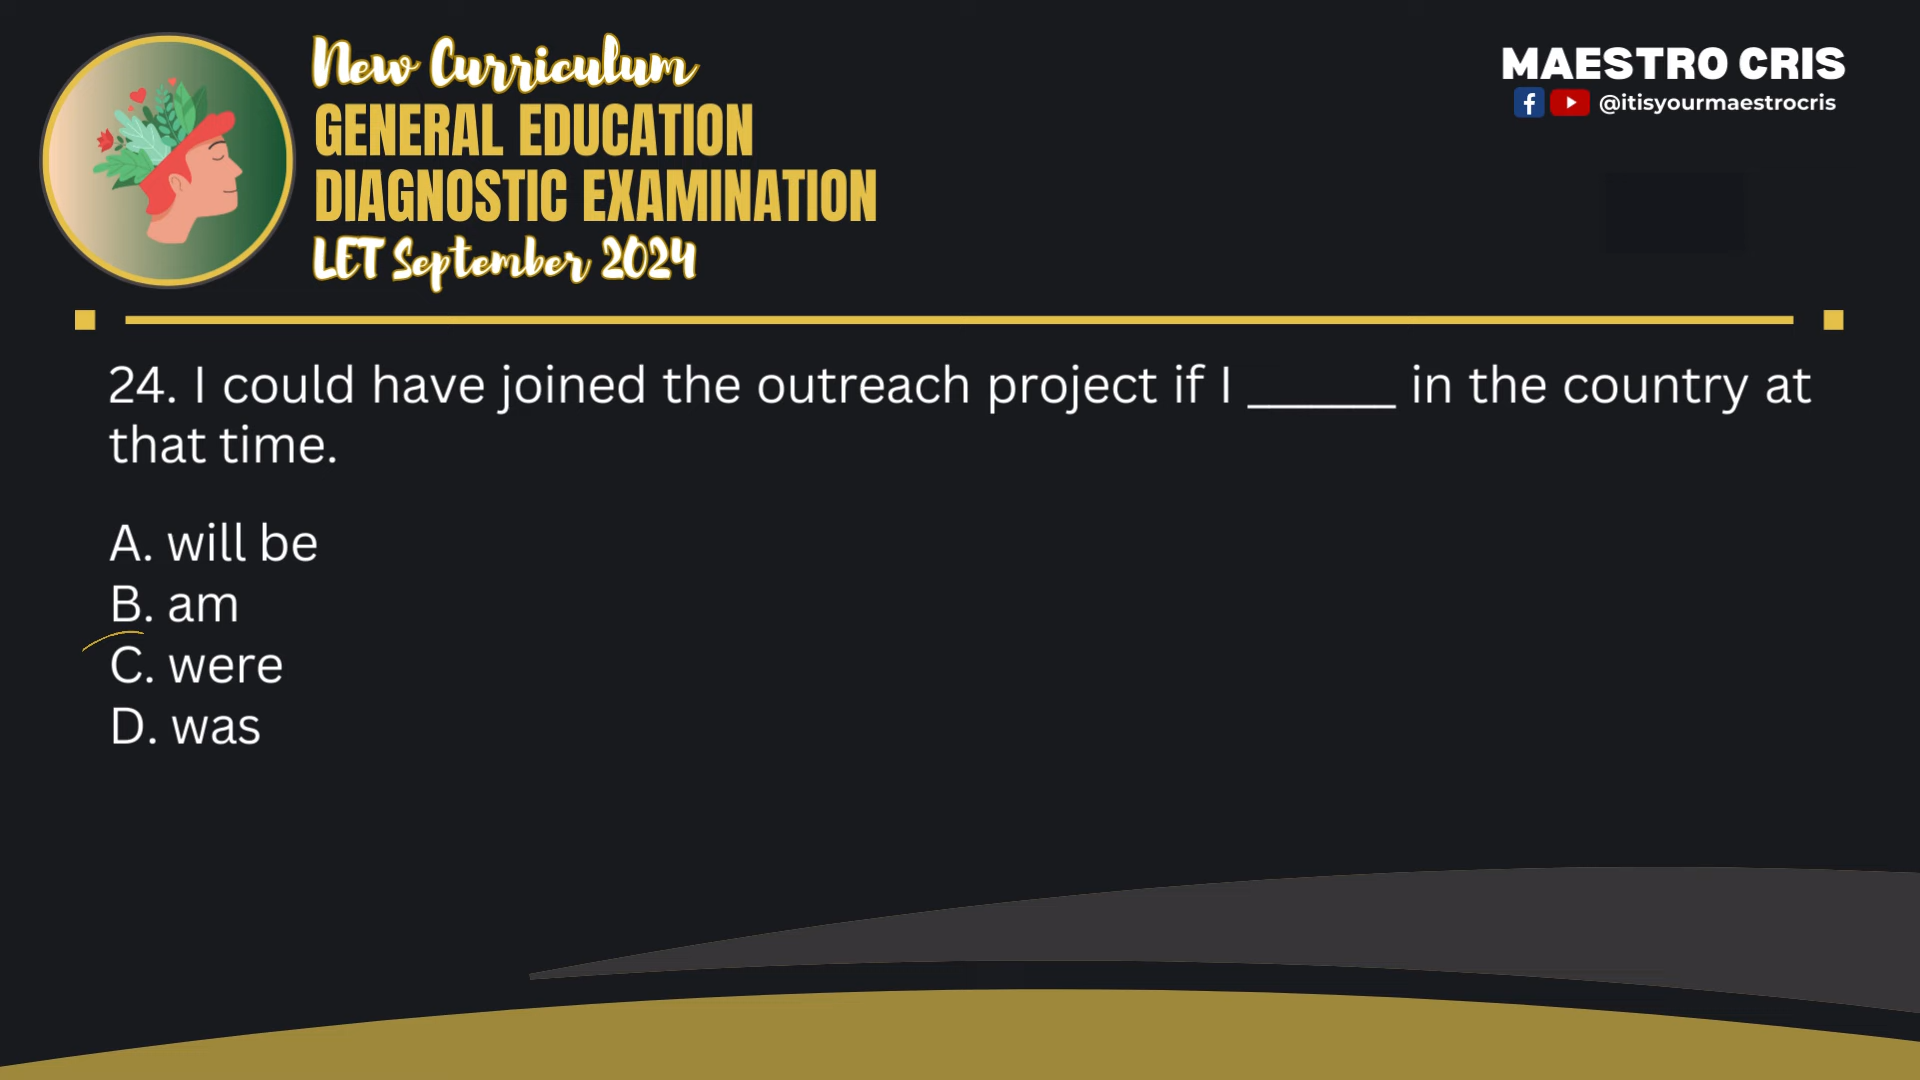 New Curriculum
GENERAL EDUCATION
DIAGNOSTIC EXAMINATION
LET September 2024
MAESTRO CRIS
@itisyourmaestrocris
24. I could have joined the outreach project if I ______ in the country at
that time.
A. will be
B. am
C. were
D. was